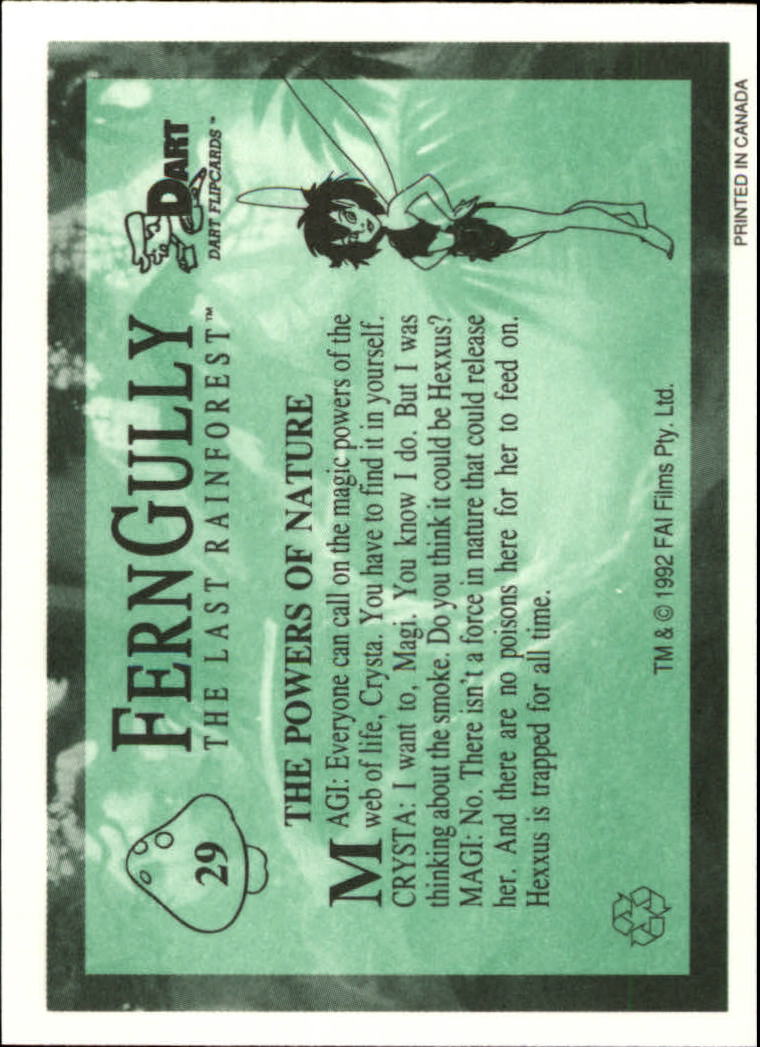 29
FERNGULLY
THE LAST RAINFOREST™
DART
DART FLIPCARDS™
THE POWERS OF NATURE
MAGI: Everyone can call on the magic powers of the
web of life, Crysta. You have to find it in yourself.
CRYSTA: I want to, Magi. You know I do. But I was
thinking about the smoke. Do you think it could be Hexxus?
MAGI: No. There isn't a force in nature that could release
her. And there are no poisons here for her to feed on.
Hexxus is trapped for all time.
TM & © 1992 FAI Films Pty. Ltd.
PRINTED IN CANADA